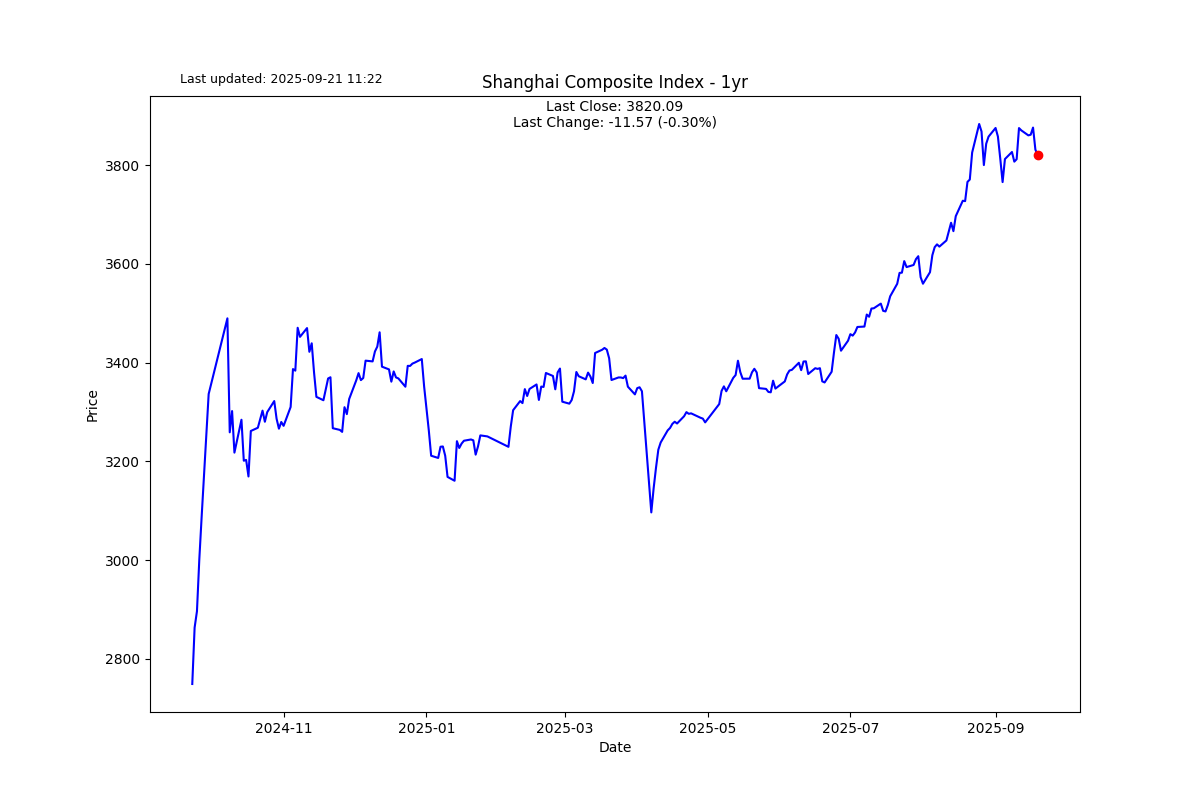 Last updated: 2025-09-21 11:22
Shanghai Composite Index - 1yr
Last Close: 3820.09
Last Change: -11.57 (-0.30%)
Price
3800
3600
3400
3200
3000
2800
2024-11
2025-01
2025-03
2025-05
2025-07
2025-09
Date